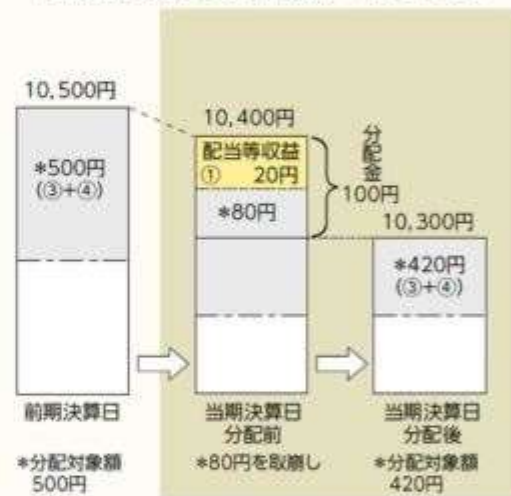 10,500円
*500円
(③+④)
前期決算日
*分配対象額
500円
10,400円
配当等収益
① 20円
*80円
分配金
100円
当期決算日
分配前
*80円を取崩し
10,300円
*420円
(③+④)
当期決算日
分配後
*分配対象額
420円